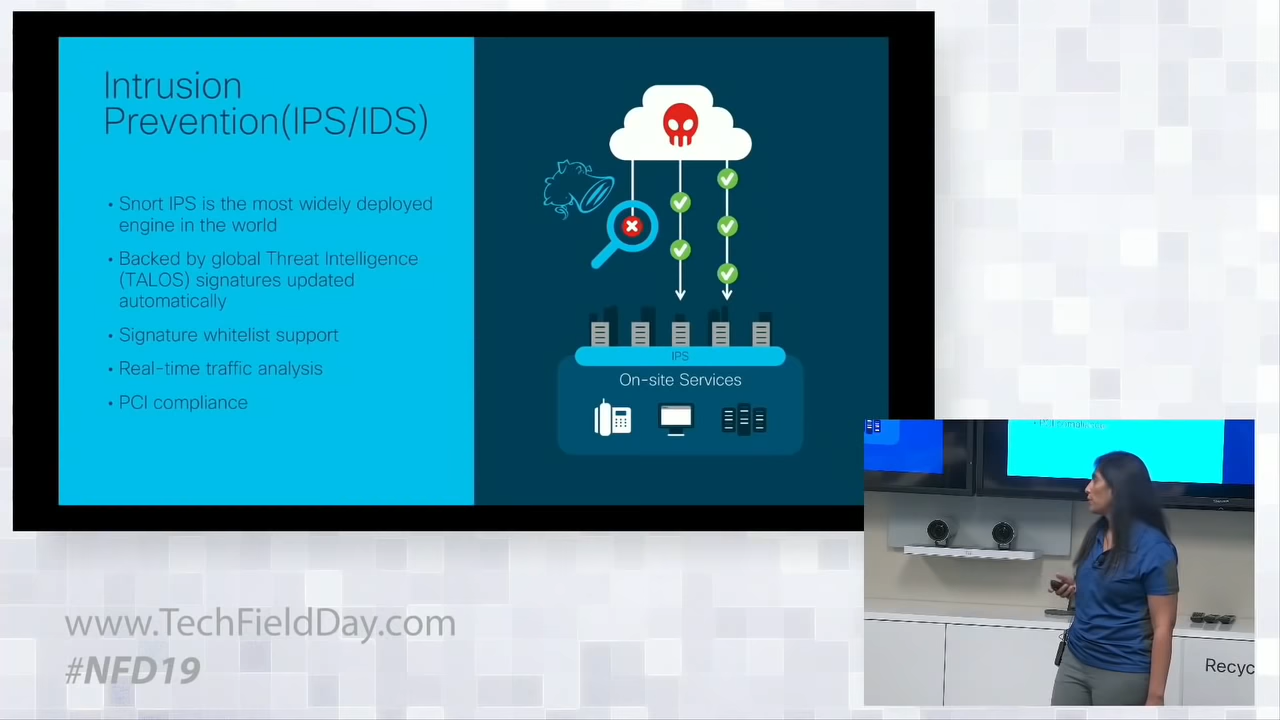 Intrusion
Prevention(IPS/IDS)
• Snort IPS is the most widely deployed
engine in the world
• Backed by global Threat Intelligence
(TALOS) signatures updated
automatically
• Signature whitelist support
• Real-time traffic analysis
• PCI compliance
IPS
On-site Services
• PCI compliance
Recyc
www.TechFieldDay.com
#NFD19